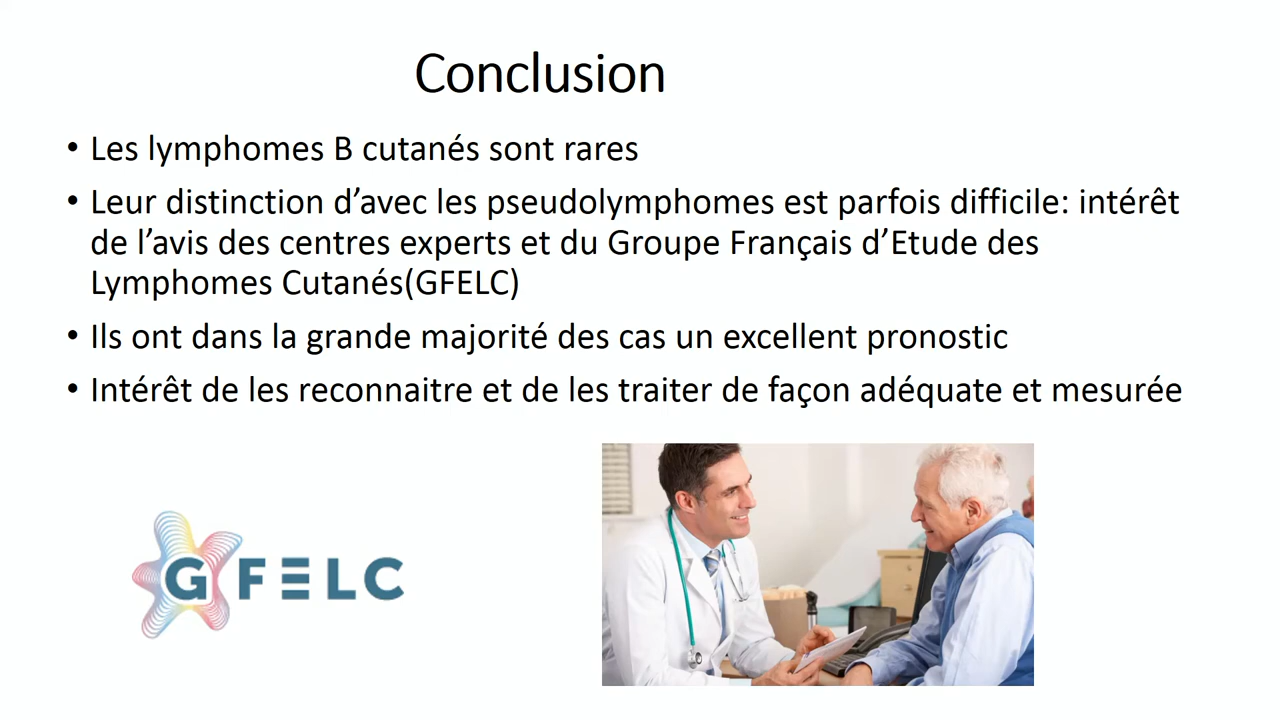 Conclusion
• Les lymphomes B cutanés sont rares
• Leur distinction d’avec les pseudolymphomes est parfois difficile: intérêt
de l’avis des centres experts et du Groupe Français d’Etude des
Lymphomes Cutanés(GFELC)
• Ils ont dans la grande majorité des cas un excellent pronostic
• Intérêt de les reconnaitre et de les traiter de façon adéquate et mesurée
GFELC